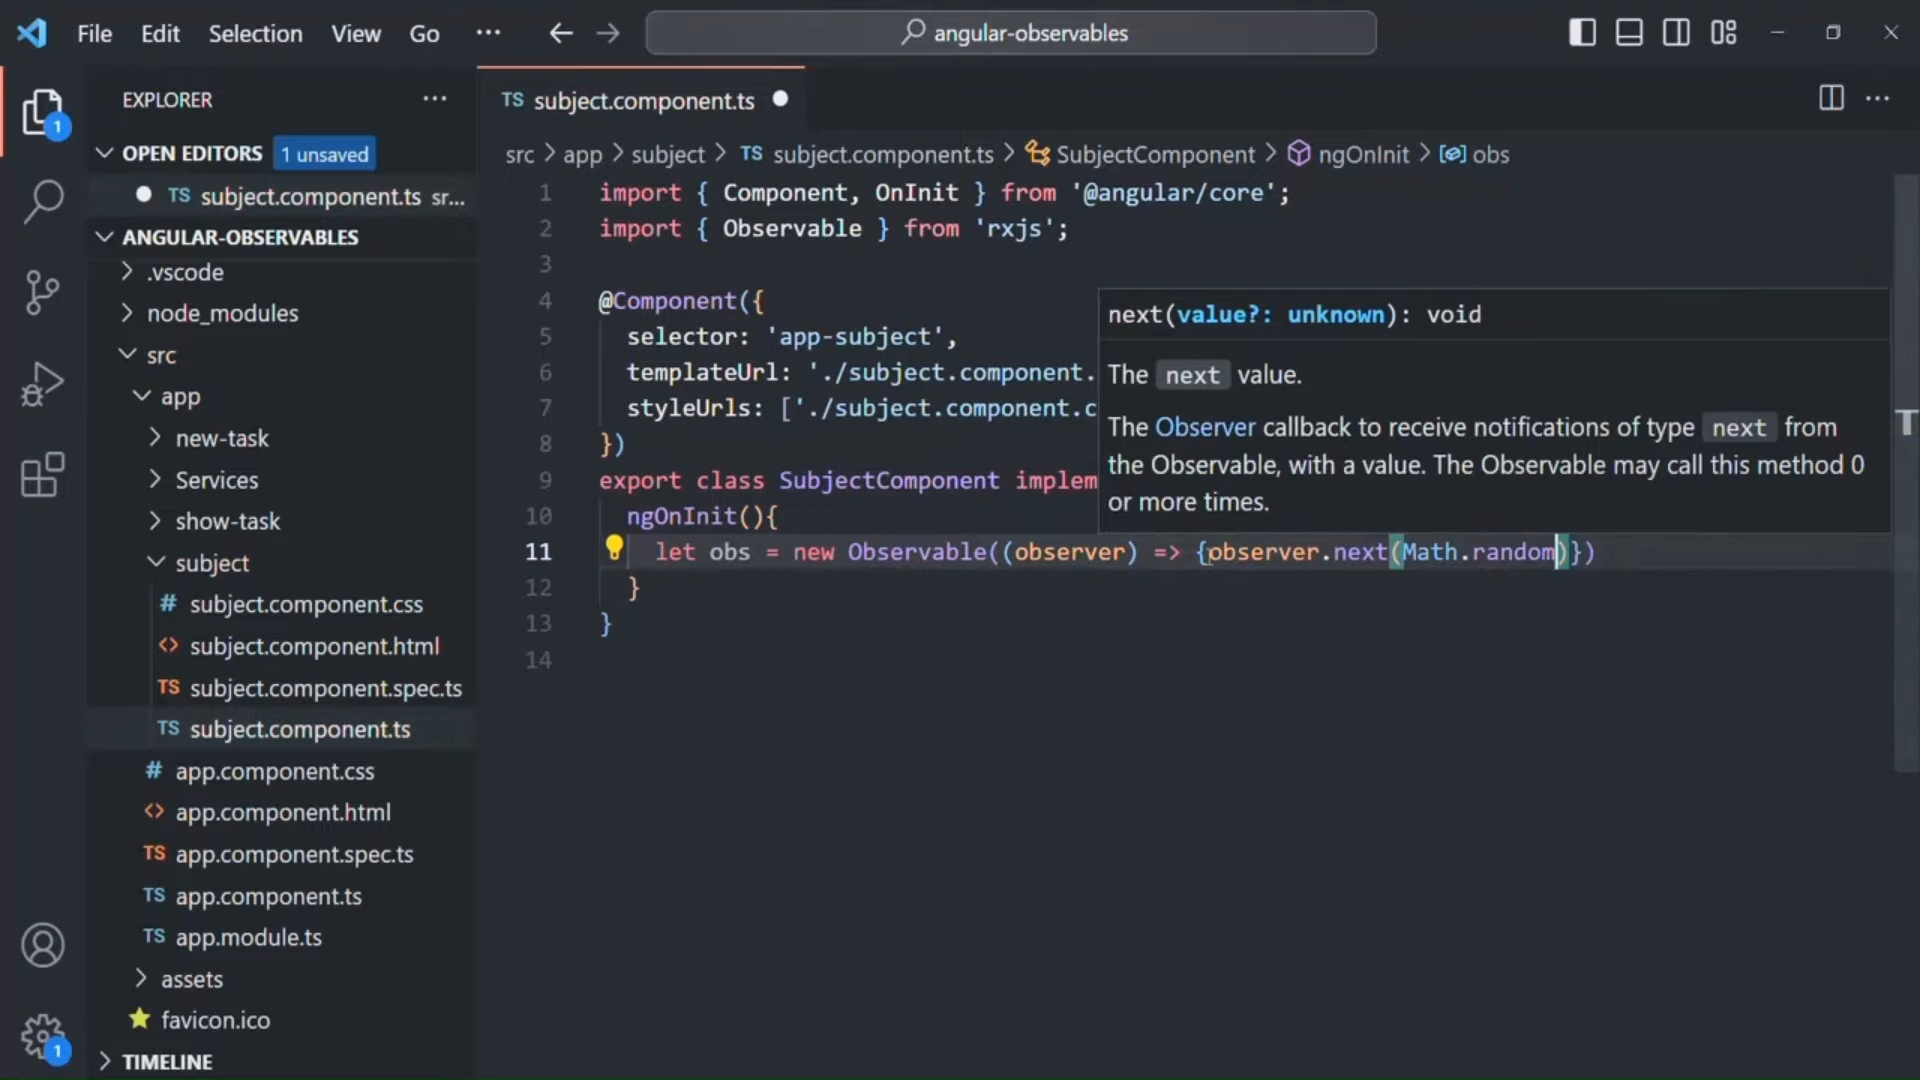 File Edit Selection View Go ··· angular-observables
EXPLORER ···
TS subject.component.ts
OPEN EDITORS 1 unsaved
TS subject.component.ts sr...
src > app > subject > TS subject.component.ts > SubjectComponent > ngOnInit > obs
ANGULAR-OBSERVABLES
.vscode
node_modules
src
app
new-task
Services
show-task
subject
# subject.component.css
<> subject.component.html
TS subject.component.spec.ts
TS subject.component.ts
# app.component.css
<> app.component.html
TS app.component.spec.ts
TS app.component.ts
TS app.module.ts
assets
favicon.ico
TIMELINE
1
1
1 import { Component, OnInit } from '@angular/core';
2 import { Observable } from 'rxjs';
3
4 @Component({
5 selector: 'app-subject',
6 templateUrl: './subject.component.
7 styleUrls: ['./subject.component.c
8 })
9 export class SubjectComponent implem
10 ngOnInit(){
11 let obs = new Observable((observer) => {observer.next(Math.random)})
12 }
13 }
14
next(value?: unknown): void
The next value.
The Observer callback to receive notifications of type next from
the Observable, with a value. The Observable may call this method 0
or more times.